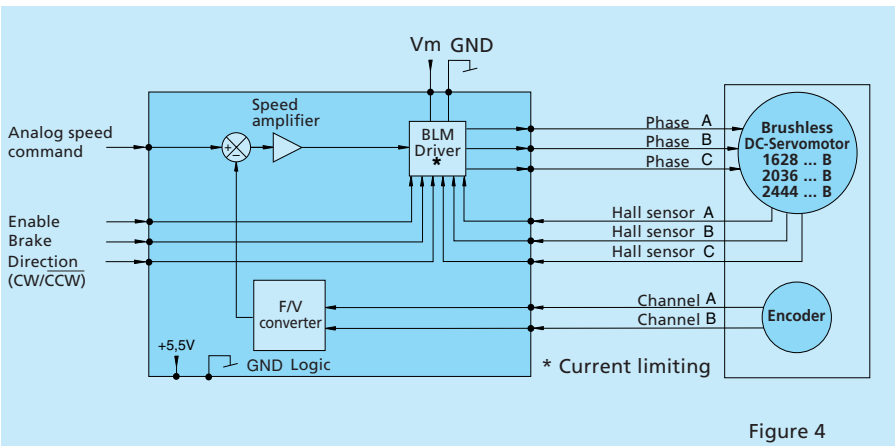 Vm GND
Speed
amplifier
Analog speed
command
+
−
BLM
Driver
*
Phase A
Phase B
Phase C
Brushless
DC-Servomotor
1628 ... B
2036 ... B
2444 ... B
Enable
Brake
Direction
(CW/C̅C̅W̅)
Hall sensor A
Hall sensor B
Hall sensor C
F/V
converter
Channel A
Channel B
Encoder
+5,5V
GND Logic
* Current limiting
Figure 4